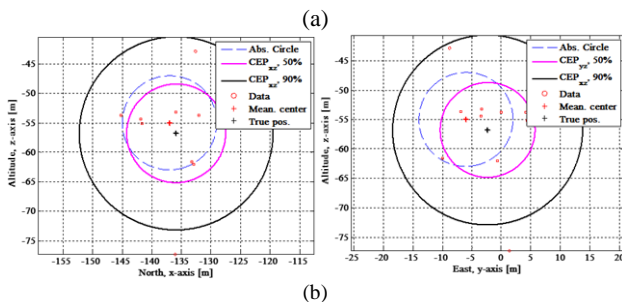 (a)
-45
-50
-55
-60
-65
-70
-75
Altitude, z-axis [m]
Abs. Circle
CEPxz, 50%
CEPxz, 90%
Data
Mean. center
True pos.
-155 -150 -145 -140 -135 -130 -125 -120
North, x-axis [m]
-45
-50
-55
-60
-65
-70
-75
Altitude, z-axis [m]
Abs. Circle
CEPyz, 50%
CEPxz, 90%
Data
Mean. center
True pos.
-25 -20 -15 -10 -5 0 5 10 15 20
East, y-axis [m]
(b)